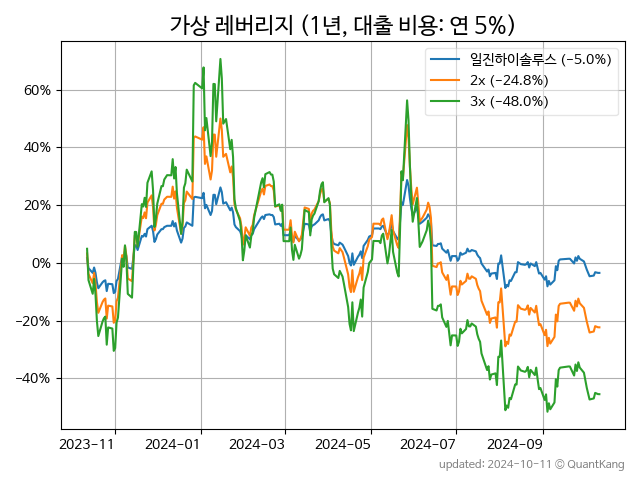 가상 레버리지 (1년, 대출 비용: 연 5%)
일진하이솔루스 (−5.0%)
2x (−24.8%)
3x (−48.0%)
60%
40%
20%
0%
−20%
−40%
2023-11 2024-01 2024-03 2024-05 2024-07 2024-09
updated: 2024-10-11 © QuantKang